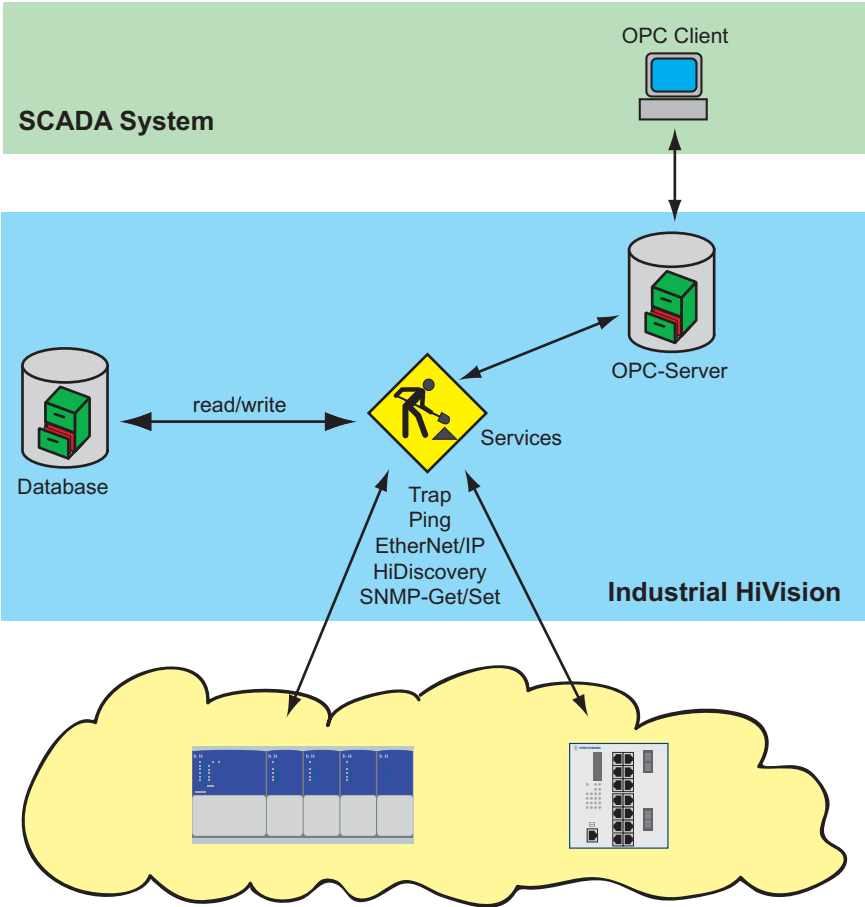 OPC Client
SCADA System
OPC-Server
read/write
Services
Database
Trap
Ping
EtherNet/IP
HiDiscovery
SNMP-Get/Set
Industrial HiVision
h H
h H
h H
h H
h H